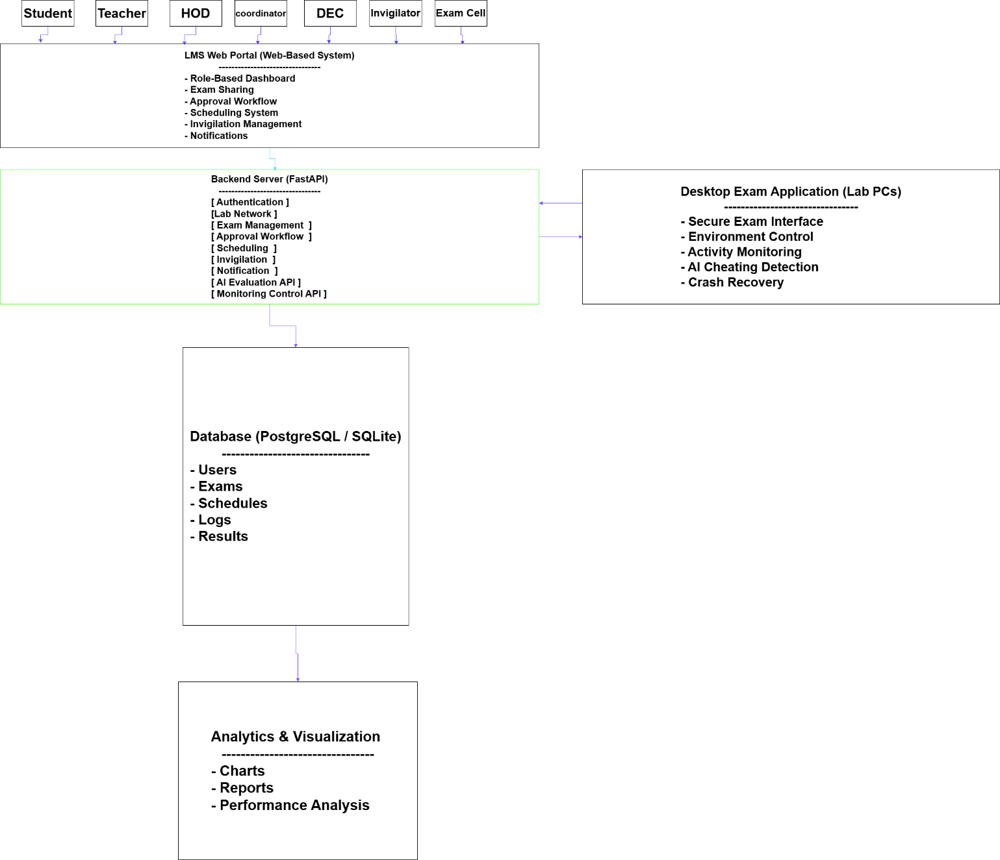 Student
Teacher
HOD
coordinator
DEC
Invigilator
Exam Cell
LMS Web Portal (Web-Based System)
--------------------------------
- Role-Based Dashboard
- Exam Sharing
- Approval Workflow
- Scheduling System
- Invigilation Management
- Notifications
Backend Server (FastAPI)
--------------------------------
[ Authentication ]
[Lab Network ]
[ Exam Management  ]
[ Approval Workflow  ]
[ Scheduling  ]
[ Invigilation  ]
[ Notification  ]
[ AI Evaluation API ]
[ Monitoring Control API ]
Desktop Exam Application (Lab PCs)
--------------------------------
- Secure Exam Interface
- Environment Control
- Activity Monitoring
- AI Cheating Detection
- Crash Recovery
Database (PostgreSQL / SQLite)
--------------------------------
- Users
- Exams
- Schedules
- Logs
- Results
Analytics & Visualization
--------------------------------
- Charts
- Reports
- Performance Analysis